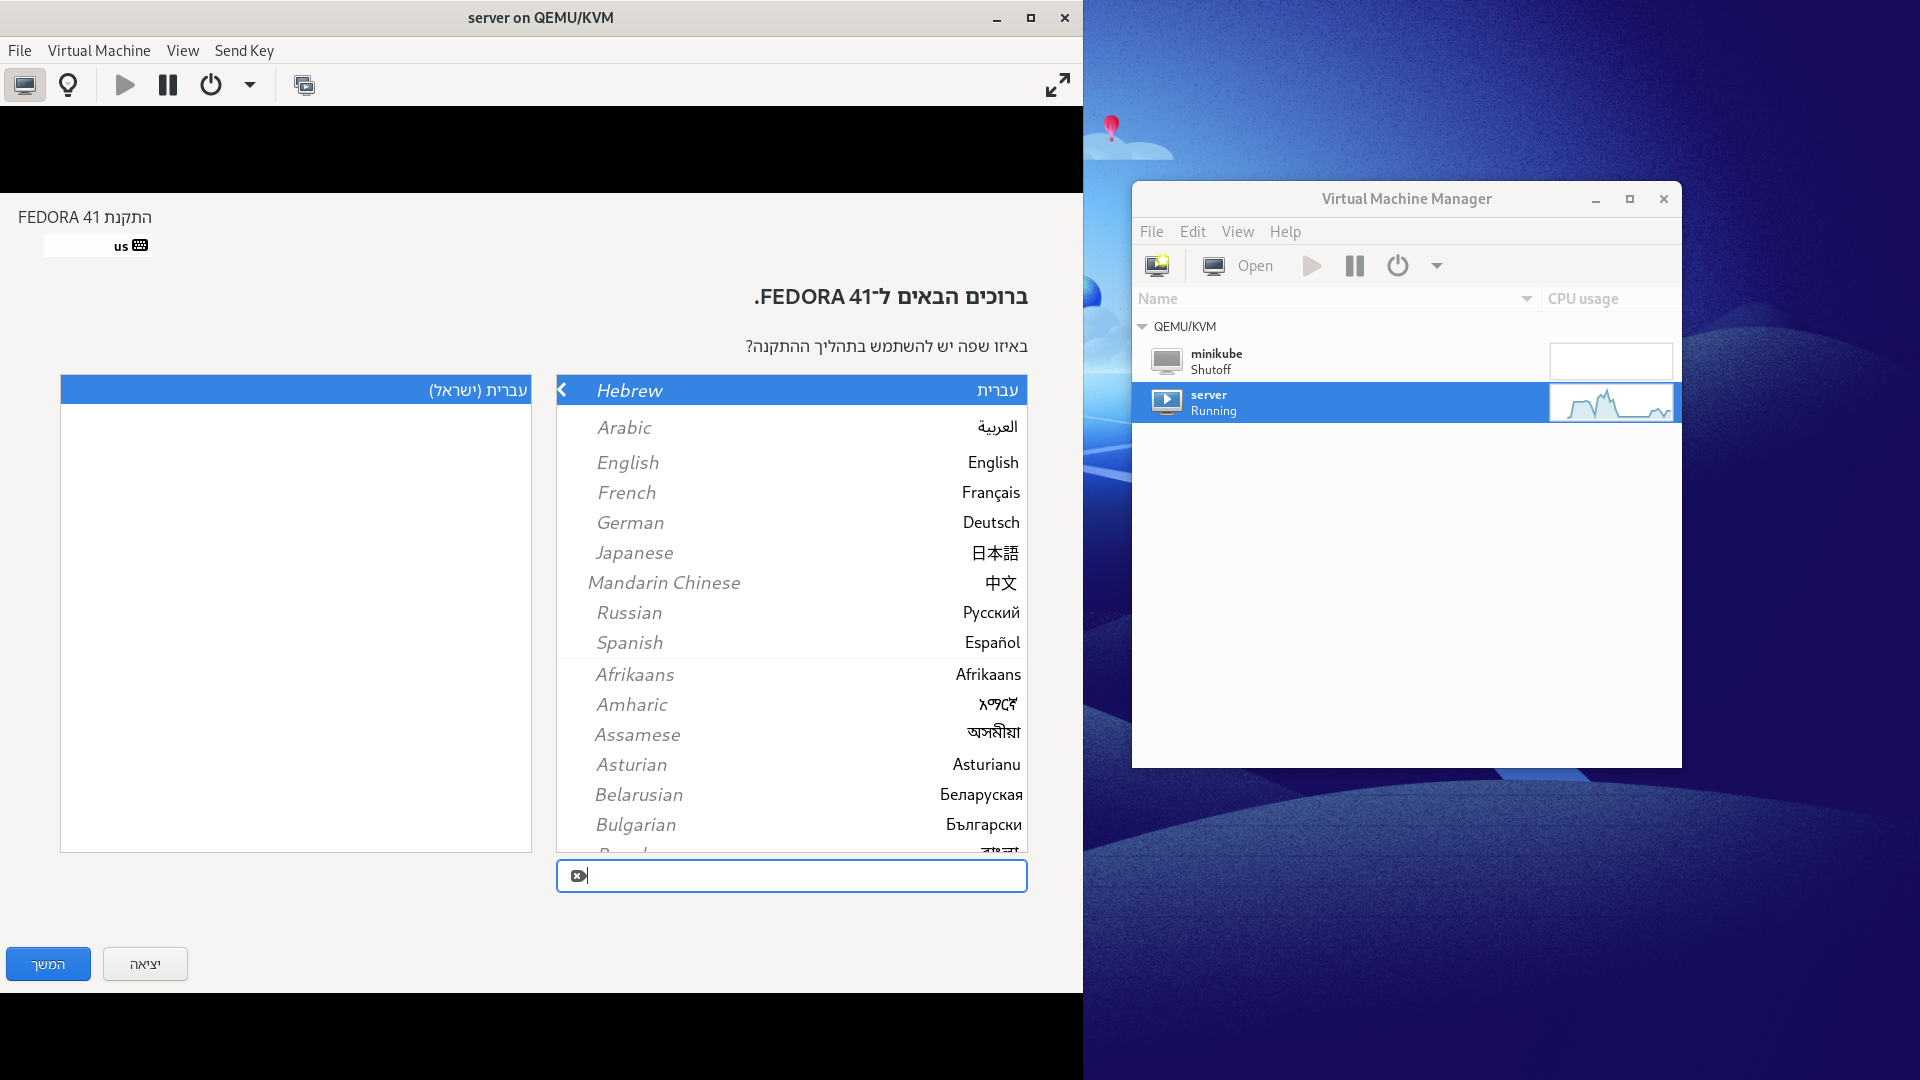 server on QEMU/KVM
File Virtual Machine View Send Key
התקנת FEDORA 41
us
ברוכים הבאים ל־FEDORA 41.
באיזו שפה יש להשתמש בתהליך ההתקנה?
עברית Hebrew
العربية Arabic
English English
Français French
Deutsch German
日本語 Japanese
中文 Mandarin Chinese
Русский Russian
Español Spanish
Afrikaans Afrikaans
አማርኛ Amharic
অসমীয়া Assamese
Asturianu Asturian
Беларуская Belarusian
Български Bulgarian
עברית (ישראל)
יציאה
המשך
Virtual Machine Manager
File Edit View Help
Open
Name CPU usage
QEMU/KVM
minikube
Shutoff
server
Running